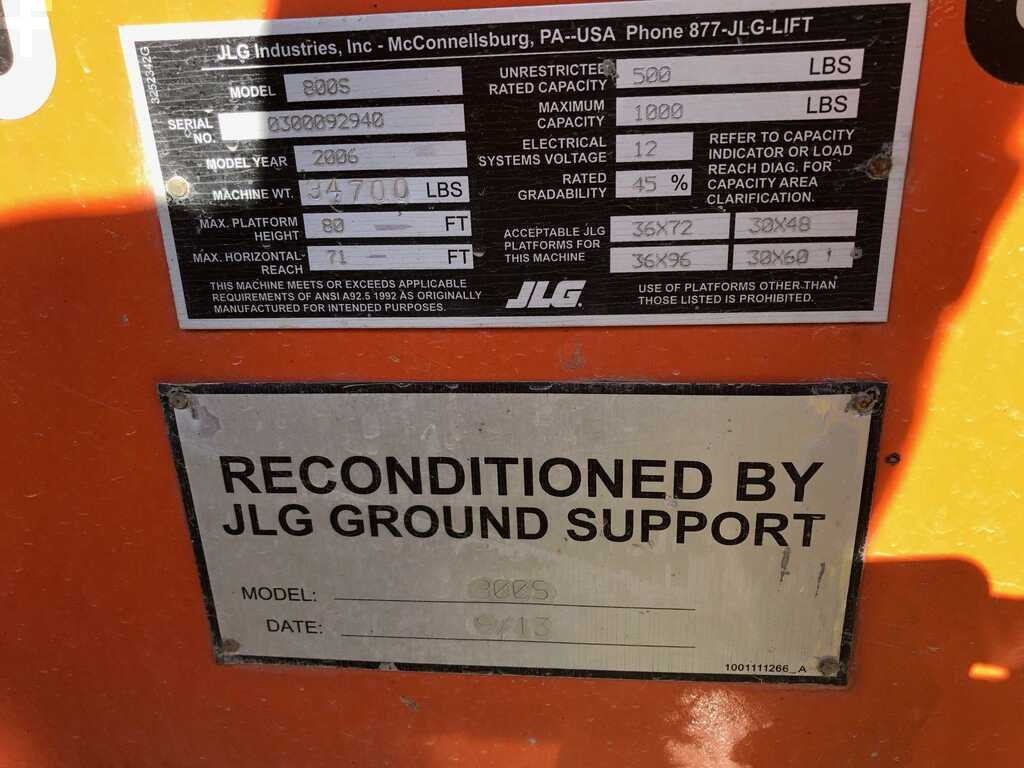 JLG Industries, Inc - McConnellsburg, PA--USA Phone 877-JLG-LIFT
3252342G
MODEL 800S
SERIAL NO. 0300092940
MODEL YEAR 2006
MACHINE WT. 34700 LBS
MAX. PLATFORM HEIGHT 80 FT
MAX. HORIZONTAL- REACH 71 FT
THIS MACHINE MEETS OR EXCEEDS APPLICABLE
REQUIREMENTS OF ANSI A92.5 1992 AS ORIGINALLY
MANUFACTURED FOR INTENDED PURPOSES.
UNRESTRICTED RATED CAPACITY 500 LBS
MAXIMUM CAPACITY 1000 LBS
ELECTRICAL SYSTEMS VOLTAGE 12
RATED GRADABILITY 45 %
REFER TO CAPACITY
INDICATOR OR LOAD
REACH DIAG. FOR
CAPACITY AREA
CLARIFICATION.
ACCEPTABLE JLG
PLATFORMS FOR
THIS MACHINE
36X72 30X48
36X96 30X60
JLG
USE OF PLATFORMS OTHER THAN
THOSE LISTED IS PROHIBITED.
RECONDITIONED BY
JLG GROUND SUPPORT
MODEL: 800S
DATE: 9/13
1001111266_A